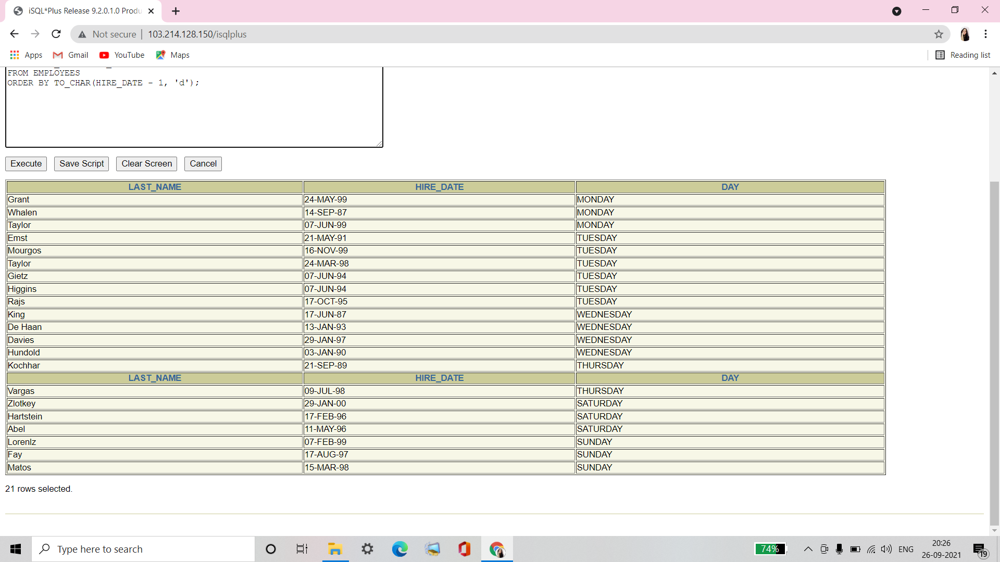 iSQL*Plus Release 9.2.0.1.0 Produ
Not secure 103.214.128.150/isqlplus
Apps Gmail YouTube Maps Reading list
FROM EMPLOYEES
ORDER BY TO_CHAR(HIRE_DATE - 1, 'd');
Execute Save Script Clear Screen Cancel
LAST_NAME HIRE_DATE DAY
Grant 24-MAY-99 MONDAY
Whalen 14-SEP-87 MONDAY
Taylor 07-JUN-99 MONDAY
Ernst 21-MAY-91 TUESDAY
Mourgos 16-NOV-99 TUESDAY
Taylor 24-MAR-98 TUESDAY
Gietz 07-JUN-94 TUESDAY
Higgins 07-JUN-94 TUESDAY
Rajs 17-OCT-95 TUESDAY
King 17-JUN-87 WEDNESDAY
De Haan 13-JAN-93 WEDNESDAY
Davies 29-JAN-97 WEDNESDAY
Hundold 03-JAN-90 WEDNESDAY
Kochhar 21-SEP-89 THURSDAY
LAST_NAME HIRE_DATE DAY
Vargas 09-JUL-98 THURSDAY
Zlotkey 29-JAN-00 SATURDAY
Hartstein 17-FEB-96 SATURDAY
Abel 11-MAY-96 SATURDAY
Lorenlz 07-FEB-99 SUNDAY
Fay 17-AUG-97 SUNDAY
Matos 15-MAR-98 SUNDAY
21 rows selected.
Type here to search 74% ENG 20:26
26-09-2021 19